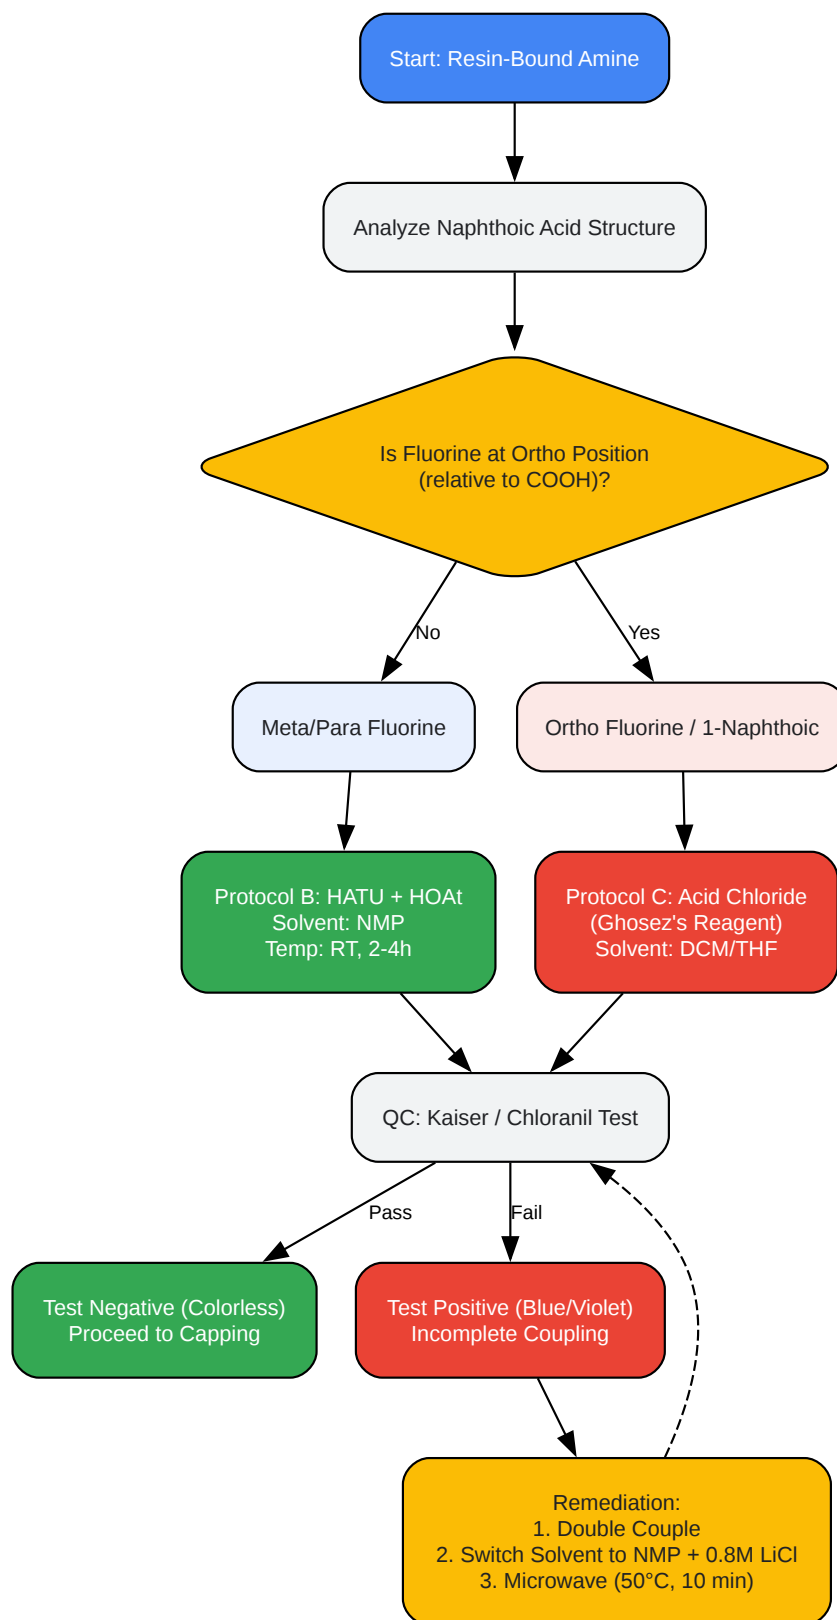 Start: Resin-Bound Amine
Analyze Naphthoic Acid Structure
Is Fluorine at Ortho Position
(relative to COOH)?
No
Yes
Meta/Para Fluorine
Ortho Fluorine / 1-Naphthoic
Protocol B: HATU + HOAt
Solvent: NMP
Temp: RT, 2-4h
Protocol C: Acid Chloride
(Ghosez's Reagent)
Solvent: DCM/THF
QC: Kaiser / Chloranil Test
Pass
Fail
Test Negative (Colorless)
Proceed to Capping
Test Positive (Blue/Violet)
Incomplete Coupling
Remediation:
1. Double Couple
2. Switch Solvent to NMP + 0.8M LiCl
3. Microwave (50°C, 10 min)